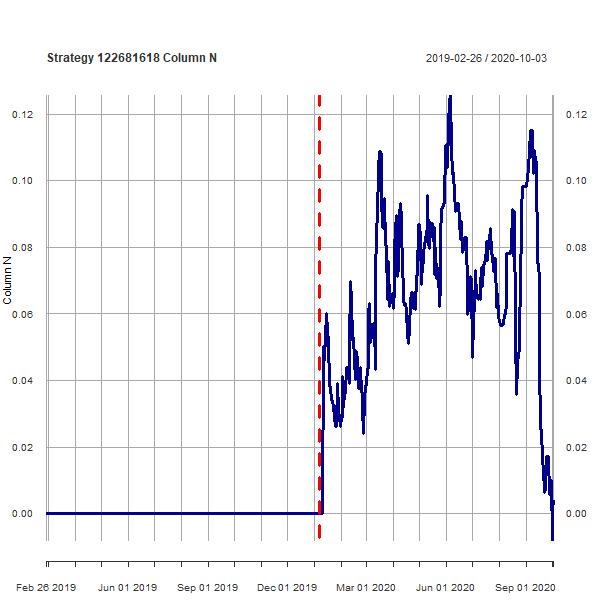 Strategy 122681618 Column N
2019-02-26 / 2020-10-03
0.12
0.12
0.10
0.10
0.08
0.08
0.06
0.06
0.04
0.04
0.02
0.02
0.00
0.00
Column N
Feb 26 2019
Jun 01 2019
Sep 01 2019
Dec 01 2019
Mar 01 2020
Jun 01 2020
Sep 01 2020